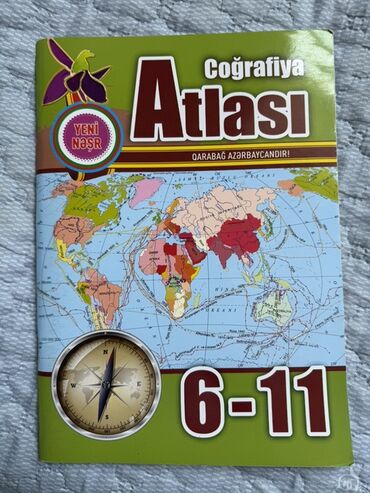 Coğrafiya
Atlası
YENİ
NƏŞR
QARABAĞ AZƏRBAYCANDIR!
N
W
E
S
6-11